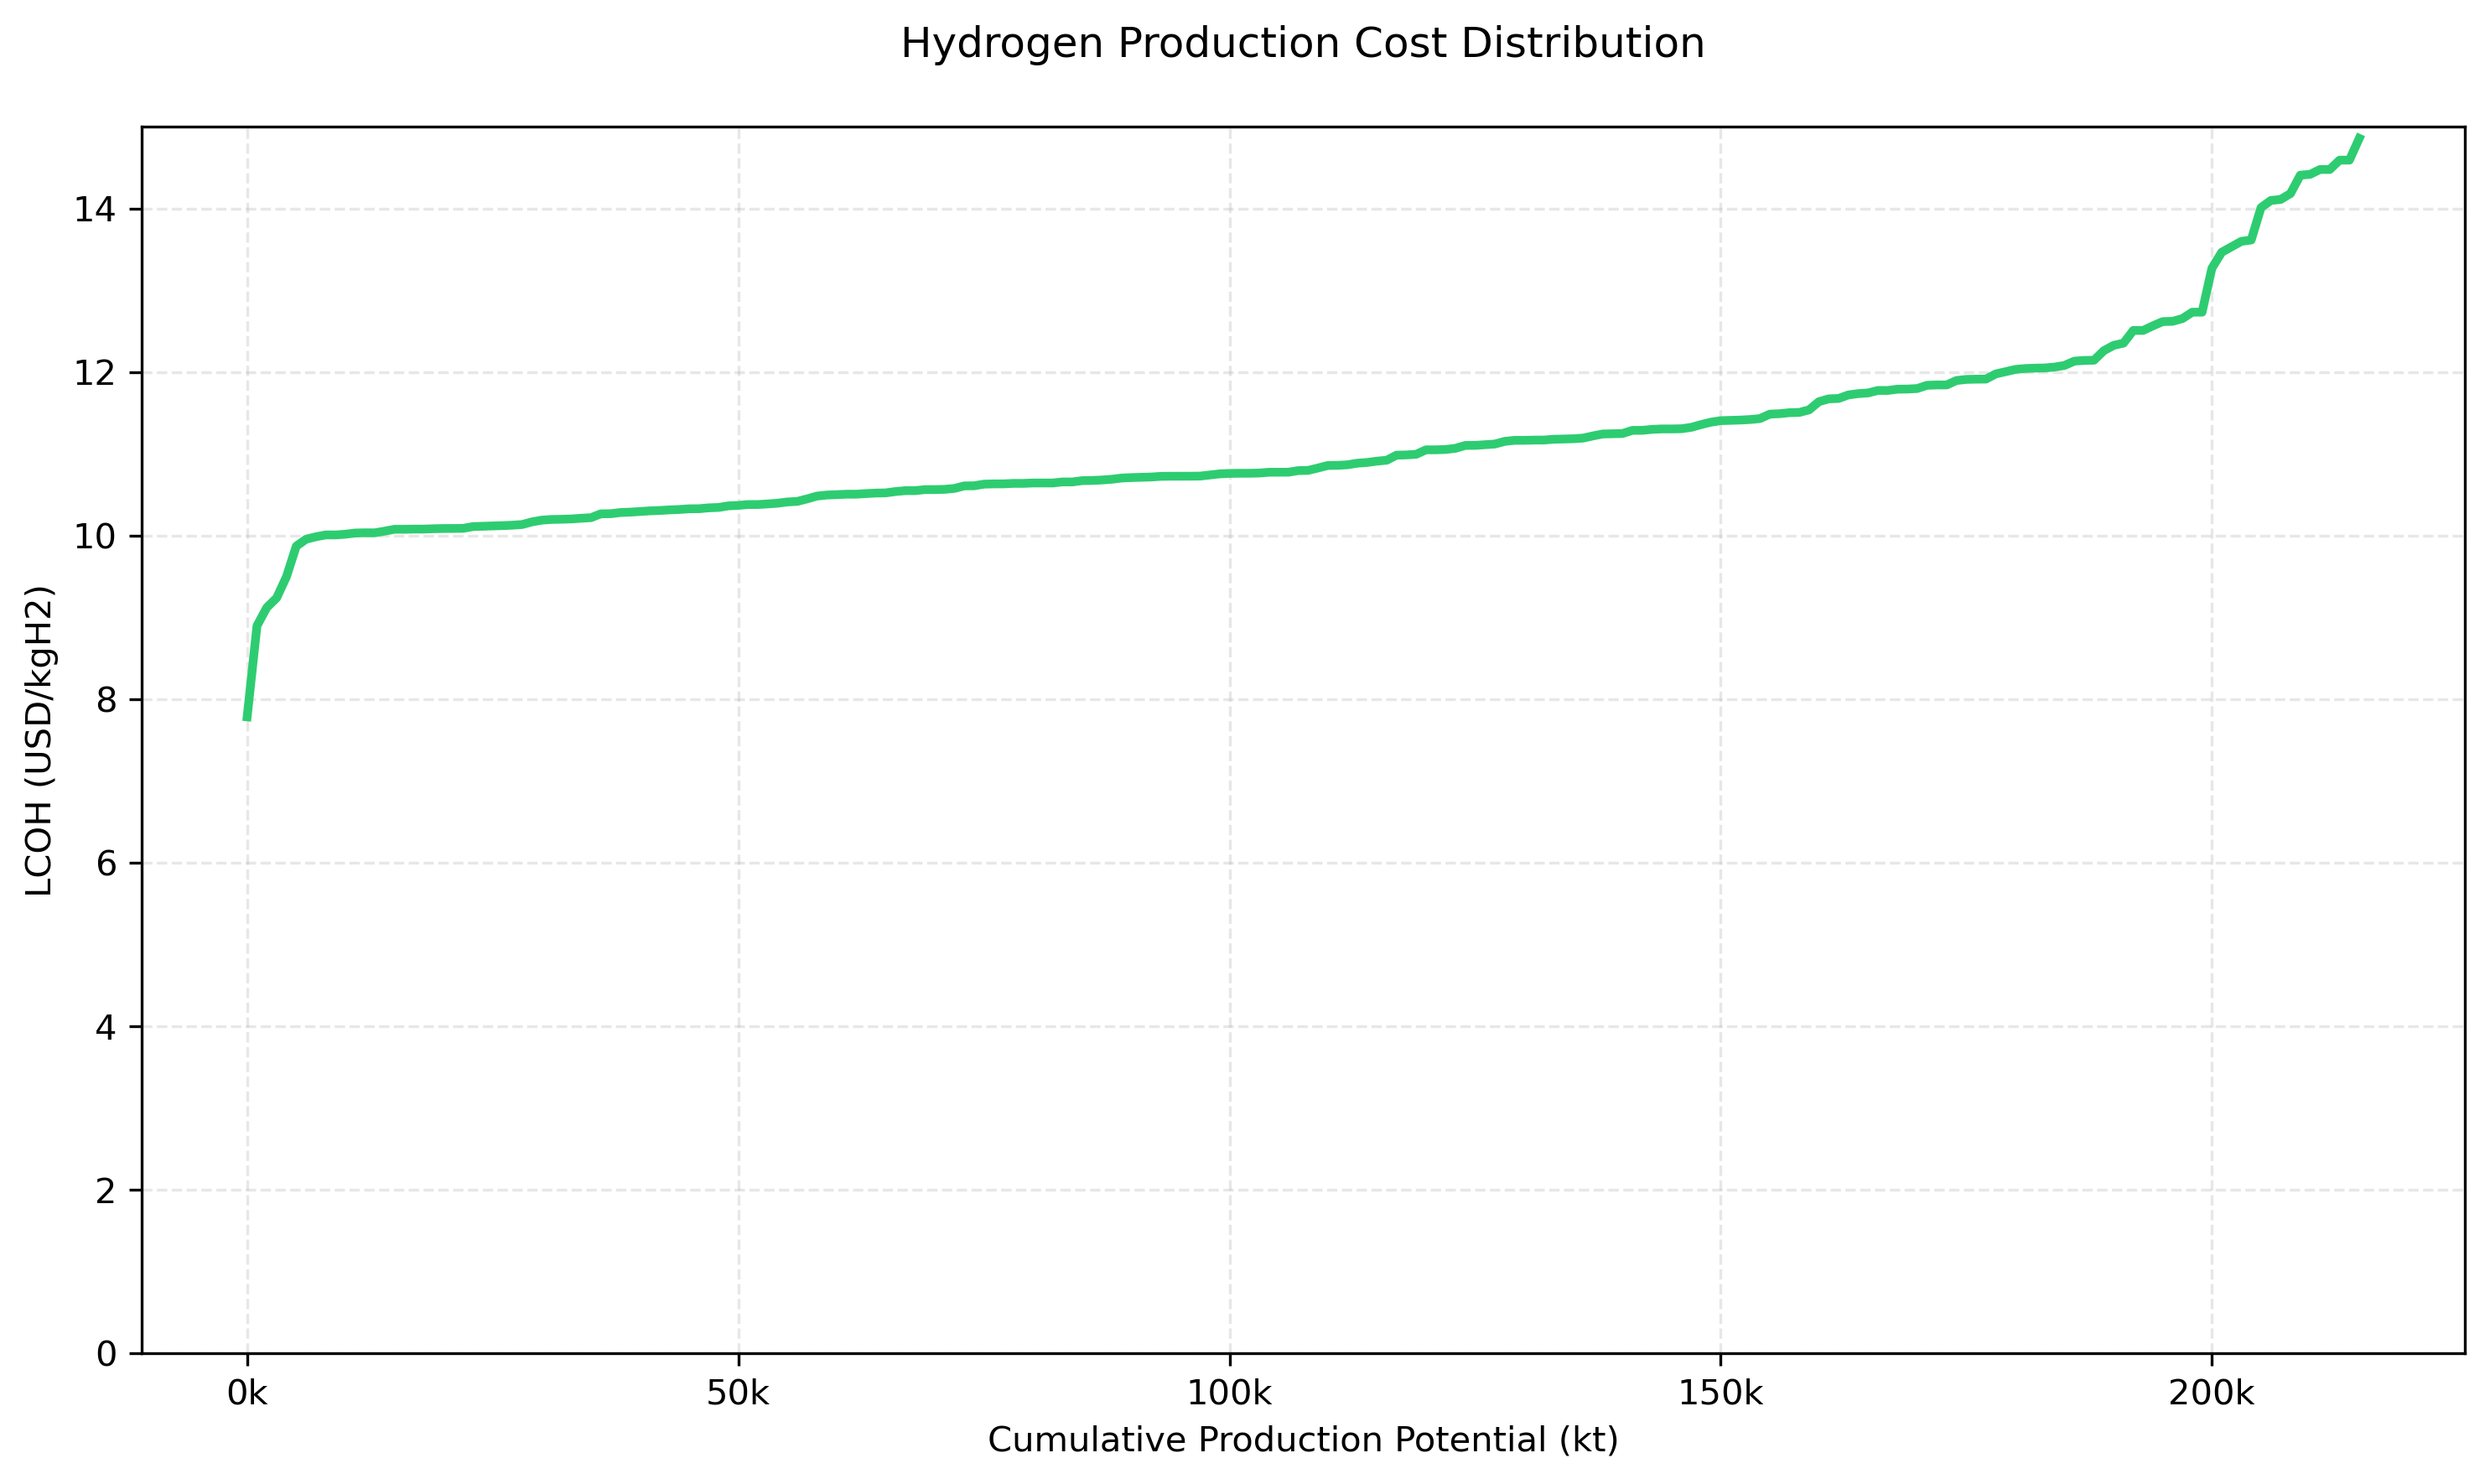 Hydrogen Production Cost Distribution
LCOH (USD/kgH2)
14
12
10
8
6
4
2
0
0k
50k
100k
150k
200k
Cumulative Production Potential (kt)